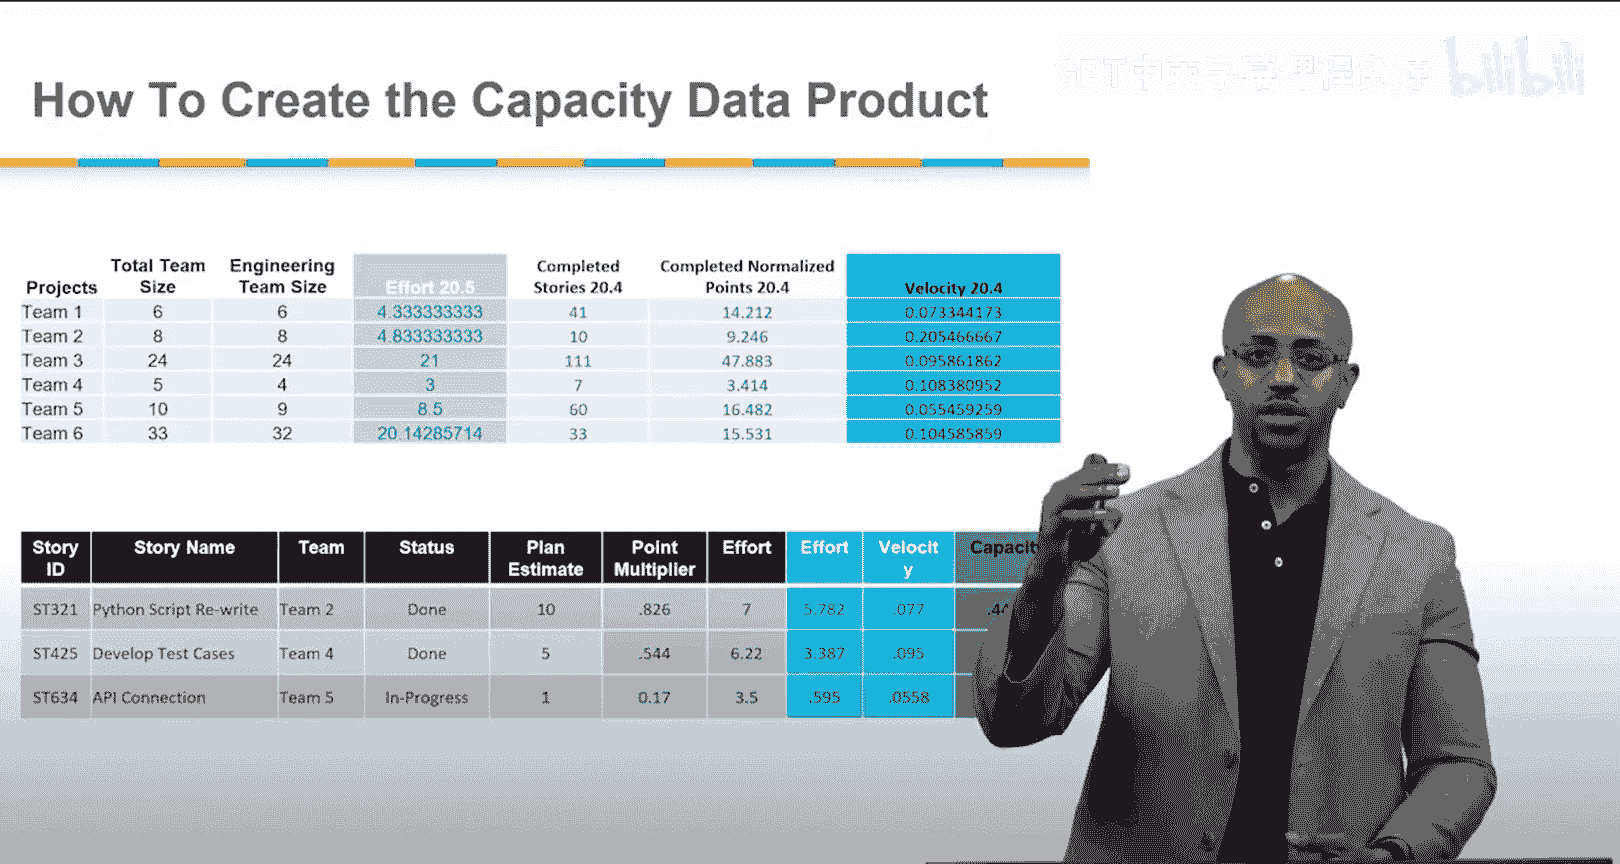 bilibili
How To Create the Capacity Data Product
Projects Total Team Size Engineering Team Size Effort 20.5 Completed Stories 20.4 Completed Normalized Points 20.4 Velocity 20.4
Team 1 6 6 4.333333333 41 14.212 0.073344173
Team 2 8 8 4.833333333 10 9.246 0.205466667
Team 3 24 24 21 111 47.883 0.095861862
Team 4 5 4 3 7 3.414 0.108380952
Team 5 10 9 8.5 60 16.482 0.055459259
Team 6 33 32 20.14285714 33 15.531 0.104585859
Story ID Story Name Team Status Plan Estimate Point Multiplier Effort Effort Velocit y
ST321 Python Script Re-write Team 2 Done 10 .826 7 5.782 .077
ST425 Develop Test Cases Team 4 Done 5 .544 6.22 3.387 .095
ST634 API Connection Team 5 In-Progress 1 0.17 3.5 .595 .0558